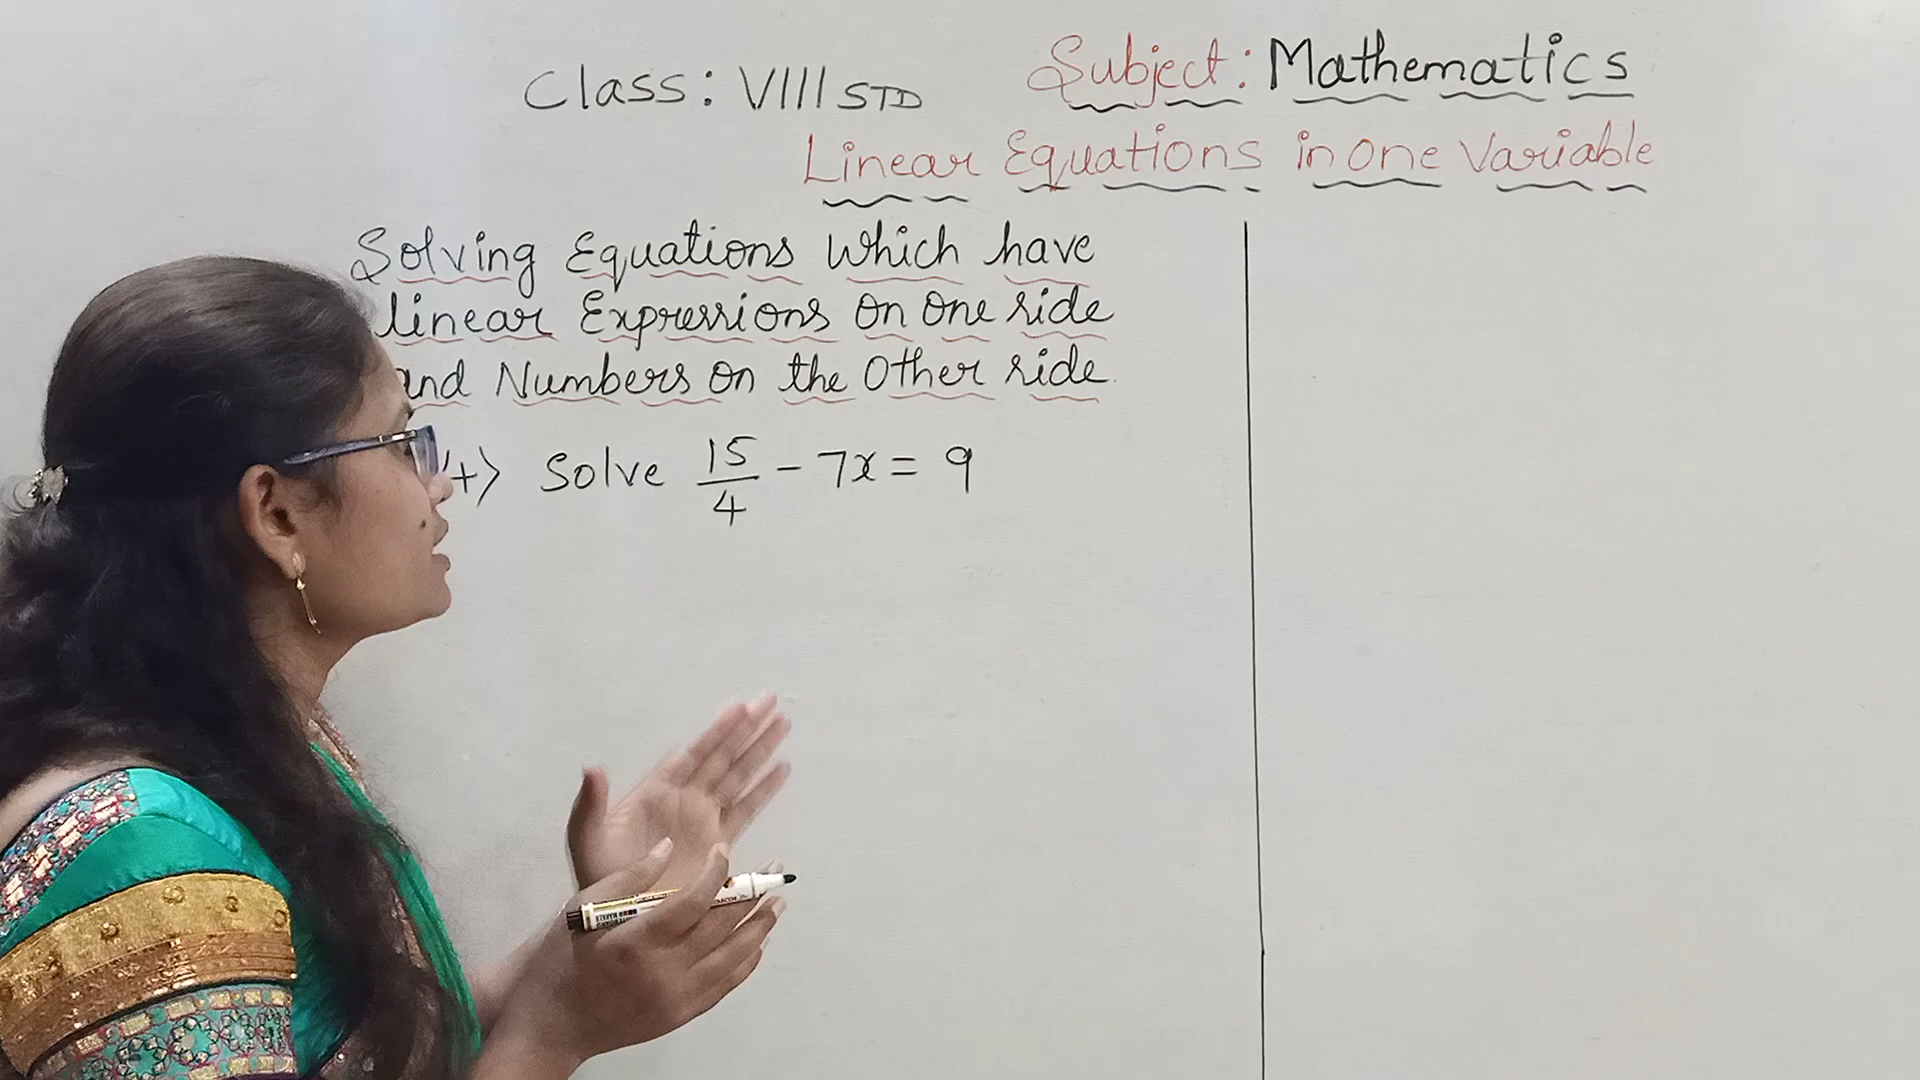 Class: VIII STD
Subject: Mathematics
Linear Equations in One Variable
Solving Equations Which have
linear Expressions on One side
and Numbers on the Other side.
Solve 15/4 - 7x = 9